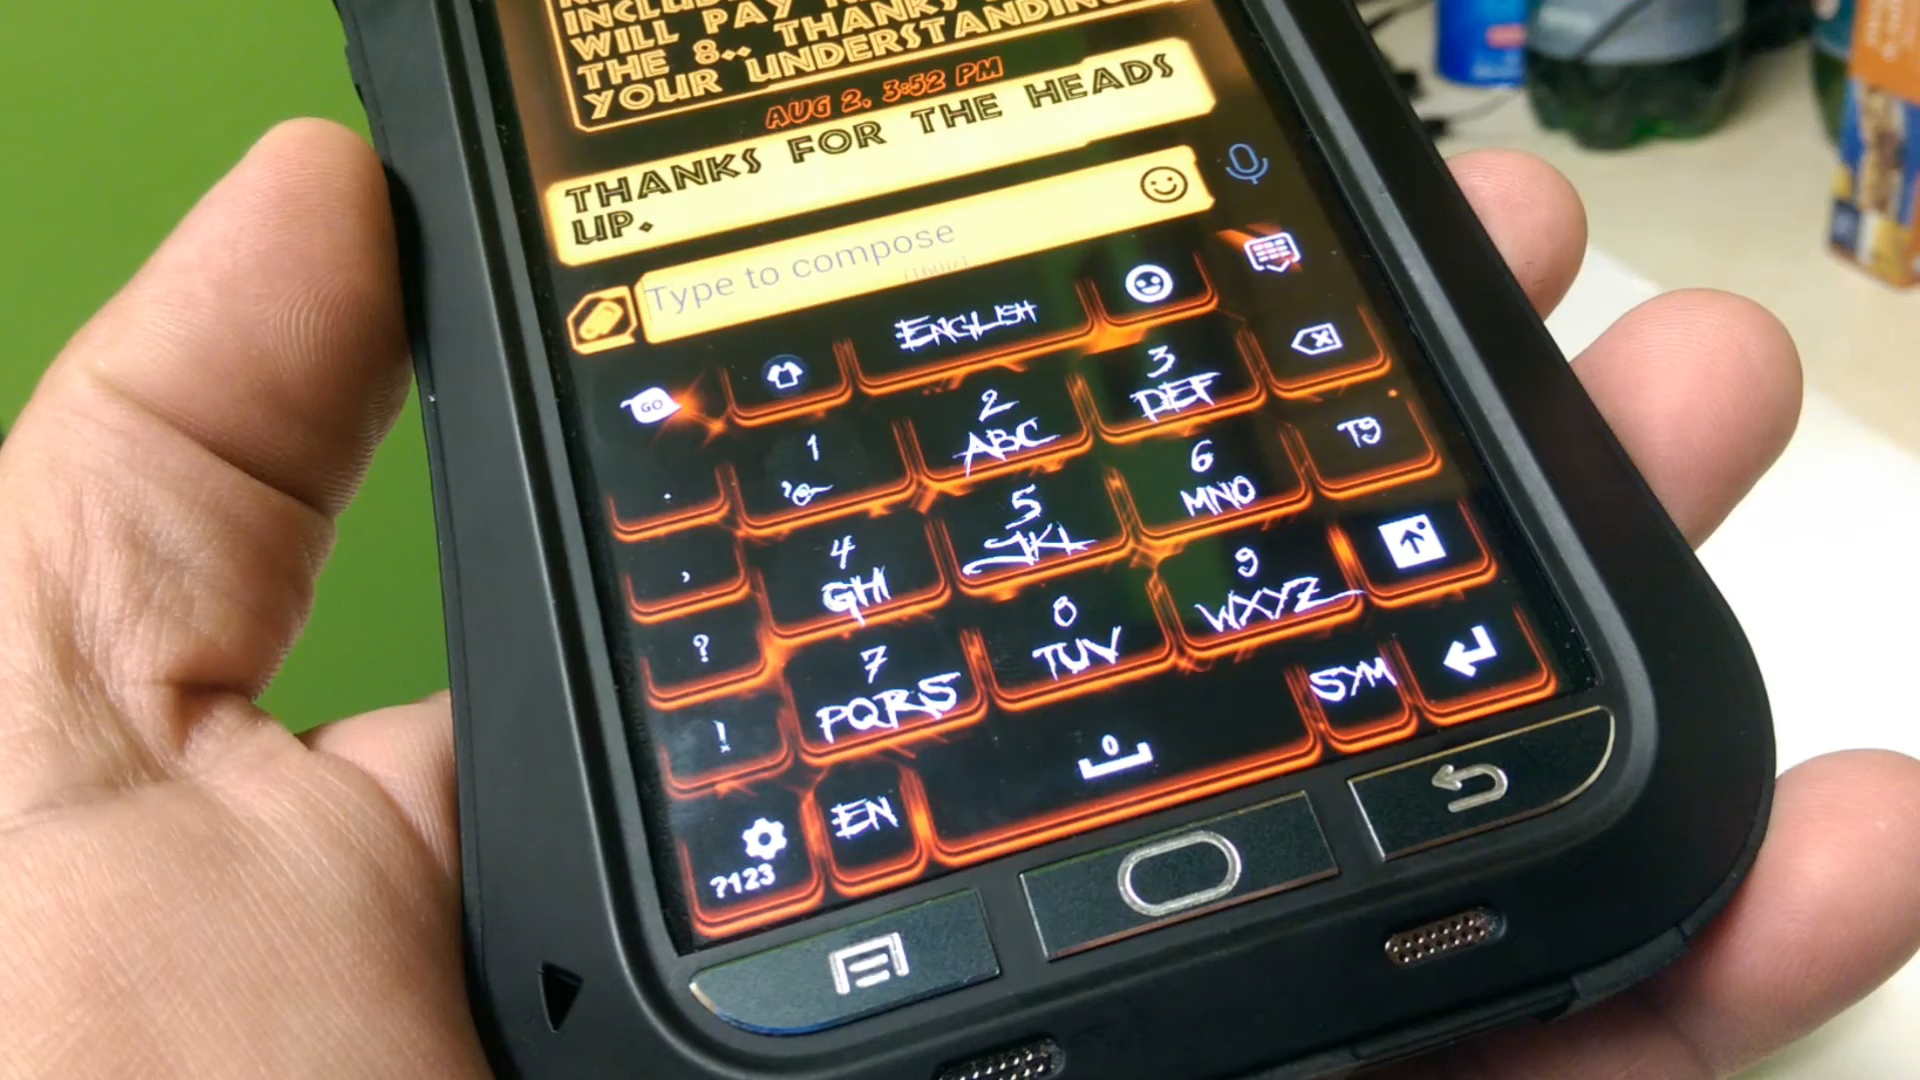 WILL PAY
THE 8.. THANKS
YOUR UNDERSTANDING
AUG 2, 3:52 PM
THANKS FOR THE HEADS
UP.
Type to compose
GO
ENGLISH
1
2
ABC
3
DEF
.
4
GHI
5
JKL
6
MNO
T9
,
7
PQRS
8
TUV
9
WXYZ
?
!
0
SYM
?123
EN